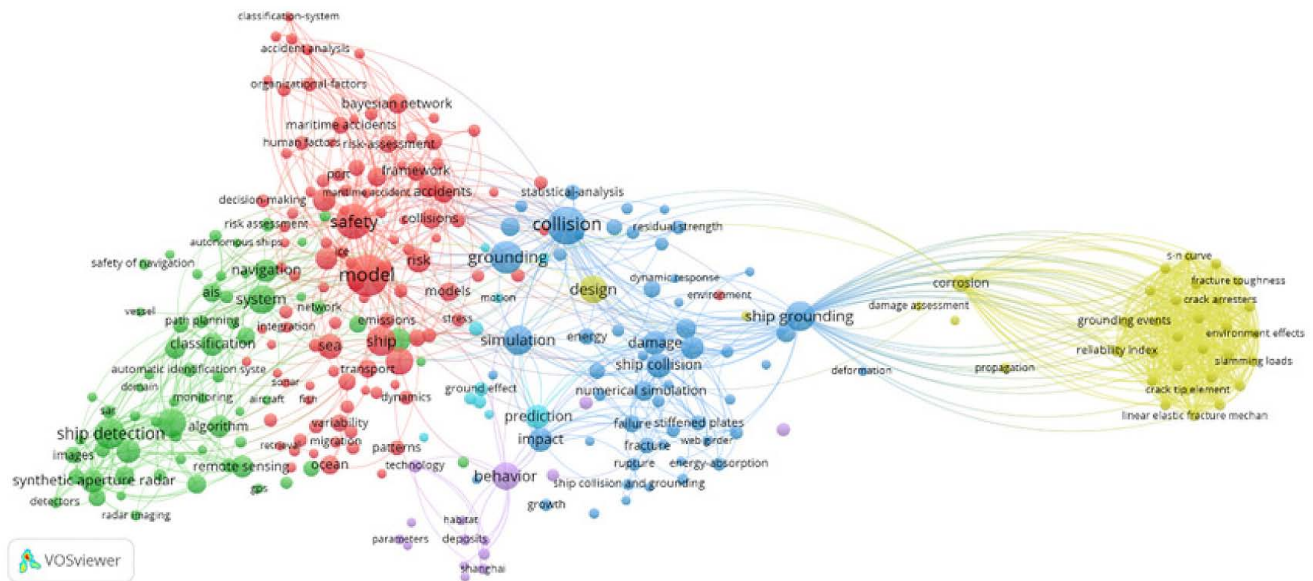 classification-system
accident analysis
organizational-factors
bayesian network
maritime accidents
human factors
risk-assessment
port
framework
decision-making
maritime accident
accidents
statistical-analysis
safety
collisions
collision
residual strength
risk assessment
autonomous ships
ice
grounding
safety of navigation
navigation
model
risk
s-n curve
dynamic response
corrosion
fracture toughness
ais
system
models
motion
design
environment
damage assessment
crack arresters
vessel
network
path planning
integration
emissions
stress
ship grounding
grounding events
environment effects
classification
sea
ship
simulation
energy
damage
reliability index
slamming loads
automatic identification syste
transport
ship collision
deformation
propagation
domain
sonar
ground effect
numerical simulation
crack tip element
monitoring
aircraft
fish
dynamics
sar
prediction
linear elastic fracture mechan
ship detection
algorithm
variability
failure
stiffened plates
images
retrieval
migration
patterns
impact
fracture
web girder
remote sensing
ocean
technology
rupture
energy-absorption
synthetic aperture radar
behavior
ship collision and grounding
detectors
gps
growth
radar imaging
habitat
parameters
deposits
shanghai
VOSviewer